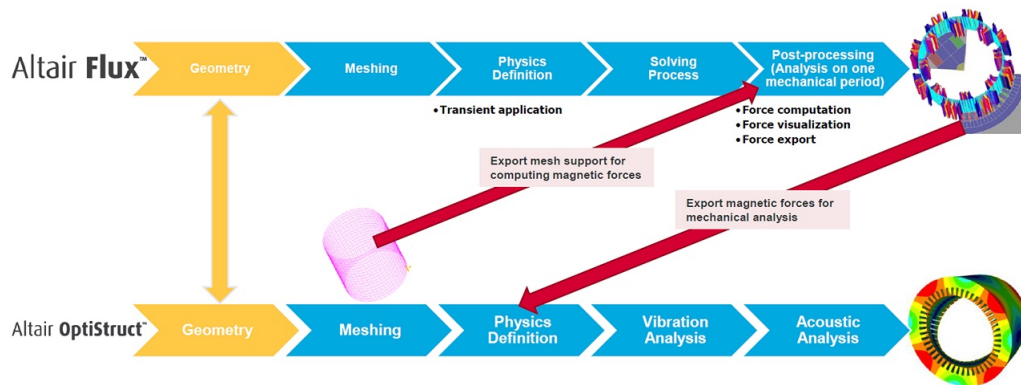 Altair Flux™
Geometry
Meshing
Physics
Definition
Solving
Process
Post-processing
(Analysis on one
mechanical period)
•Transient application
•Force computation
•Force visualization
•Force export
Export mesh support for
computing magnetic forces
Export magnetic forces for
mechanical analysis
Altair OptiStruct™
Geometry
Meshing
Physics
Definition
Vibration
Analysis
Acoustic
Analysis